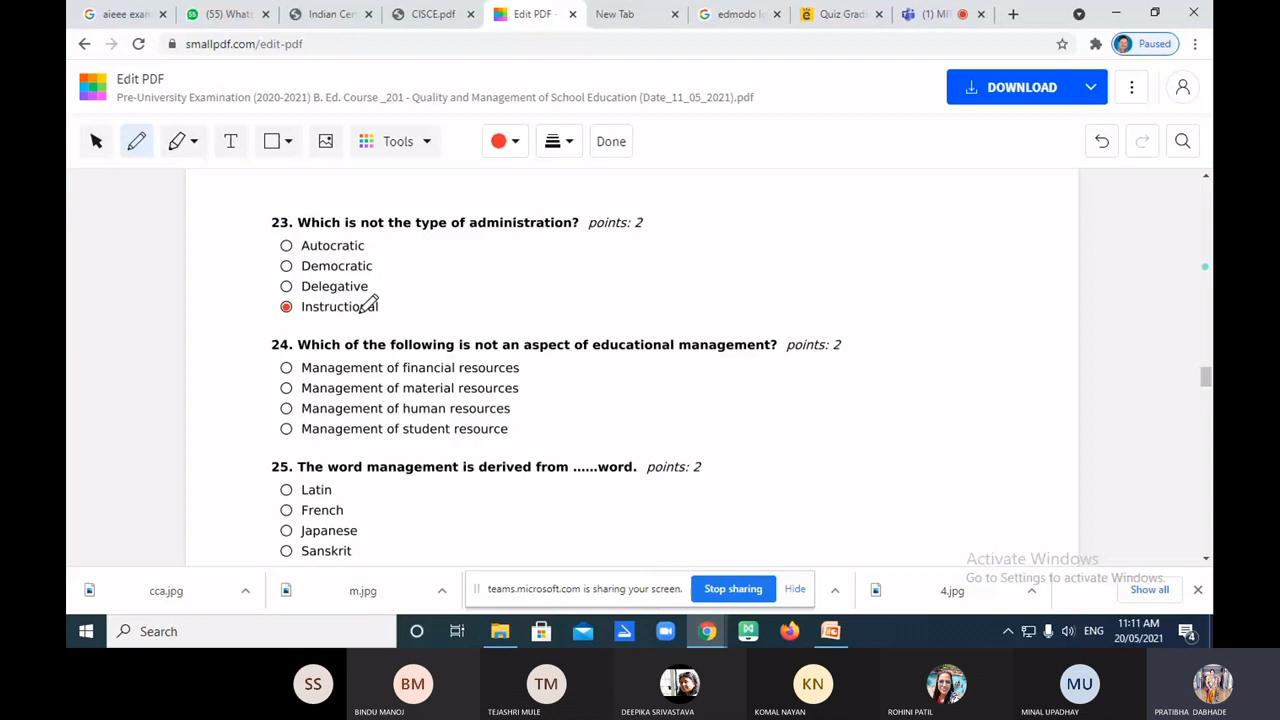 aieee exam
(55) Whats
Indian Cer
CISCE.pdf
Edit PDF -
New Tab
edmodo lo
Quiz Grad
(1) MI
smallpdf.com/edit-pdf
Paused
Edit PDF
Pre-University Examination (2020-2021) B. Ed. Course _201 - Quality and Management of School Education (Date_11_05_2021).pdf
DOWNLOAD
Tools
Done
23. Which is not the type of administration? points: 2
Autocratic
Democratic
Delegative
Instructional
24. Which of the following is not an aspect of educational management? points: 2
Management of financial resources
Management of material resources
Management of human resources
Management of student resource
25. The word management is derived from ......word. points: 2
Latin
French
Japanese
Sanskrit
Activate Windows
Go to Settings to activate Windows.
cca.jpg
m.jpg
teams.microsoft.com is sharing your screen.
Stop sharing
Hide
4.jpg
Show all
Search
ENG
11:11 AM
20/05/2021
4
SS
BM
TM
KN
MU
BINDU MANOJ
TEJASHRI MULE
DEEPIKA SRIVASTAVA
KOMAL NAYAN
ROHINI PATIL
MINAL UPADHAY
PRATIBHA DABHADE